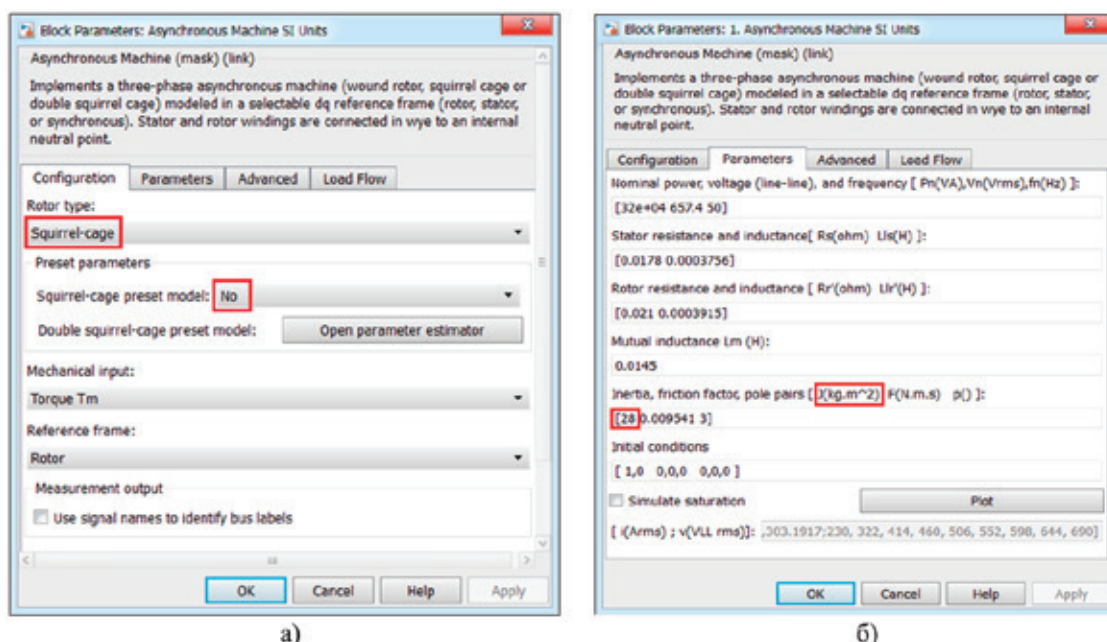 Block Parameters: Asynchronous Machine SI Units
Asynchronous Machine (mask) (link)
Implements a three-phase asynchronous machine (wound rotor, squirrel cage or
double squirrel cage) modeled in a selectable dq reference frame (rotor, stator,
or synchronous). Stator and rotor windings are connected in wye to an internal
neutral point.
Configuration Parameters Advanced Load Flow
Rotor type:
Squirrel-cage
Preset parameters
Squirrel-cage preset model: No
Double squirrel-cage preset model: Open parameter estimator
Mechanical input:
Torque Tm
Reference frame:
Rotor
Measurement output
Use signal names to identify bus labels
OK Cancel Help Apply
а)
Block Parameters: 1. Asynchronous Machine SI Units
Asynchronous Machine (mask) (link)
Implements a three-phase asynchronous machine (wound rotor, squirrel cage or
double squirrel cage) modeled in a selectable dq reference frame (rotor, stator,
or synchronous). Stator and rotor windings are connected in wye to an internal
neutral point.
Configuration Parameters Advanced Load Flow
Nominal power, voltage (line-line), and frequency [ Pn(VA),Vn(Vrms),fn(Hz) ]:
[32e+04 657.4 50]
Stator resistance and inductance[ Rs(ohm) Lls(H) ]:
[0.0178 0.0003756]
Rotor resistance and inductance [ Rr'(ohm) Llr'(H) ]:
[0.021 0.0003915]
Mutual inductance Lm (H):
0.0145
Inertia, friction factor, pole pairs [ J(kg.m^2) F(N.m.s) p() ]:
[28 0.009541 3]
Initial conditions
[ 1,0 0,0,0 0,0,0 ]
Simulate saturation Plot
[ i(Arms) ; v(VLL rms)]: ,303.1917;230, 322, 414, 460, 506, 552, 598, 644, 690]
OK Cancel Help Apply
б)